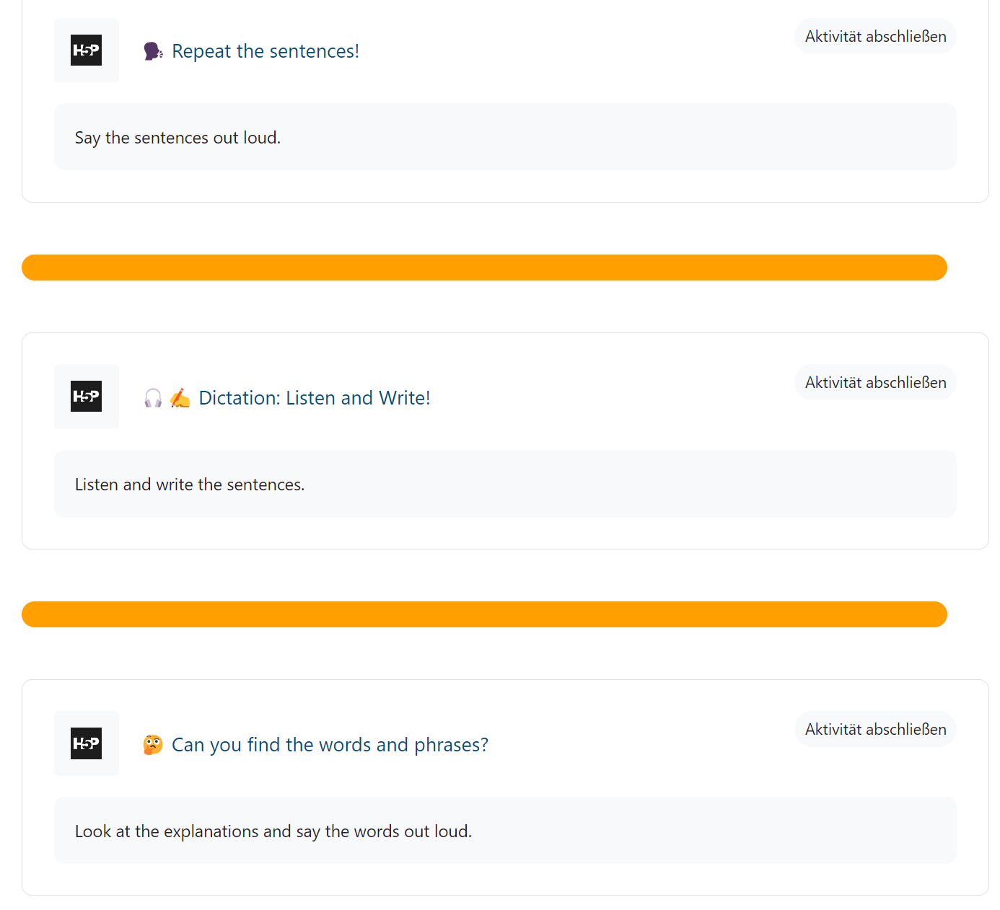 H5P
🗣 Repeat the sentences!
Aktivität abschließen
Say the sentences out loud.
H5P
🎧 ✍ Dictation: Listen and Write!
Aktivität abschließen
Listen and write the sentences.
H5P
🤔 Can you find the words and phrases?
Aktivität abschließen
Look at the explanations and say the words out loud.